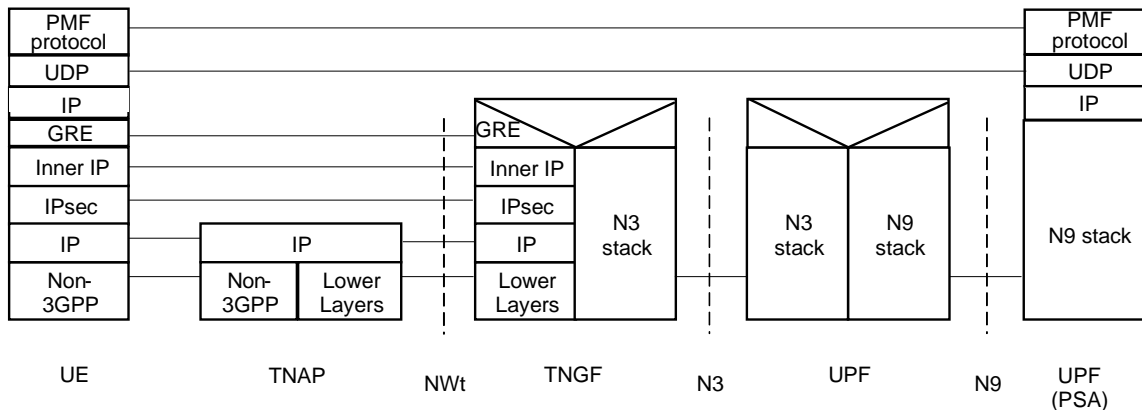 PMF
protocol
UDP
IP
GRE
Inner IP
IPsec
IP
Non-
3GPP
UE
IP
Non-
3GPP
Lower
Layers
TNAP
NWt
GRE
Inner IP
IPsec
IP
Lower
Layers
N3
stack
TNGF
N3
N3
stack
N9
stack
UPF
N9
PMF
protocol
UDP
IP
N9 stack
UPF
(PSA)